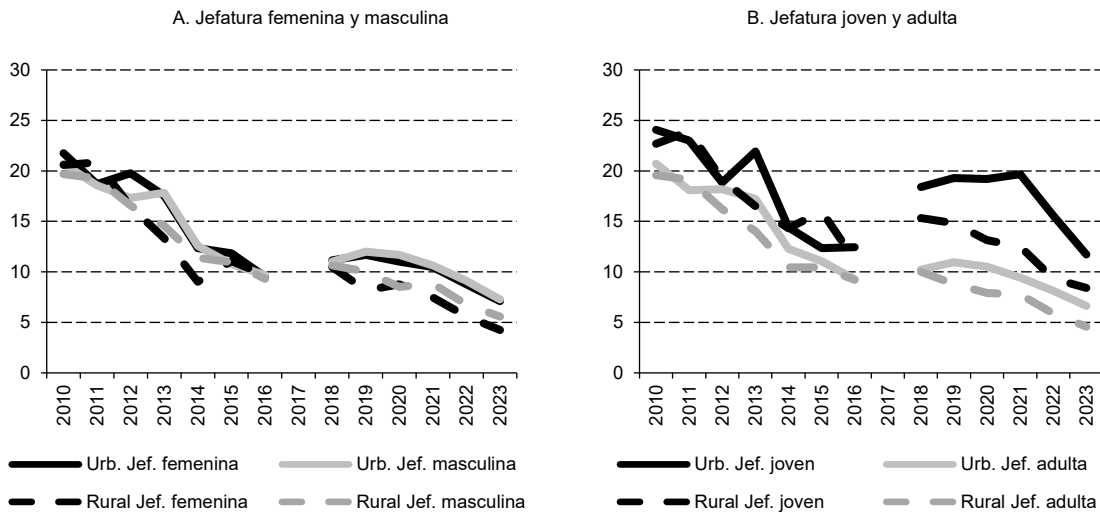 A. Jefatura femenina y masculina
30
25
20
15
10
5
0
2010 2011 2012 2013 2014 2015 2016 2017 2018 2019 2020 2021 2022 2023
Urb. Jef. femenina Urb. Jef. masculina
Rural Jef. femenina Rural Jef. masculina
B. Jefatura joven y adulta
30
25
20
15
10
5
0
2010 2011 2012 2013 2014 2015 2016 2017 2018 2019 2020 2021 2022 2023
Urb. Jef. joven Urb. Jef. adulta
Rural Jef. joven Rural Jef. adulta